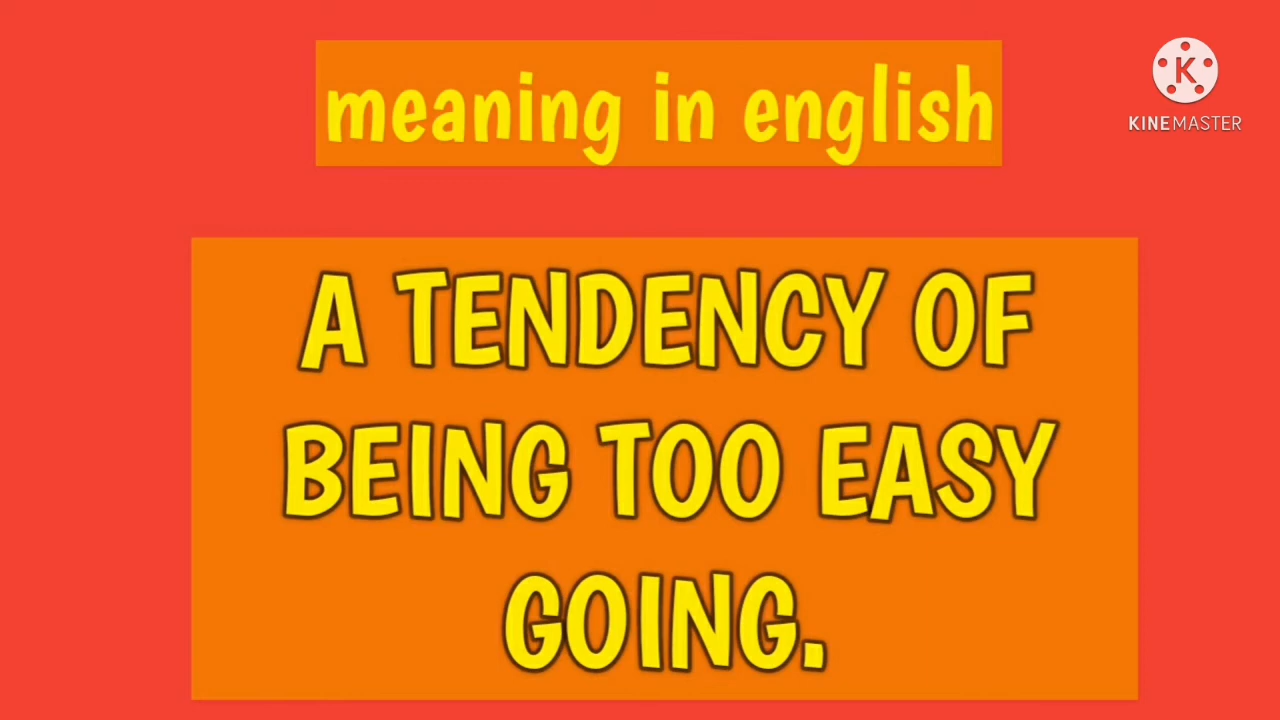 meaning in english
K
KINEMASTER
A TENDENCY OF
BEING TOO EASY
GOING.